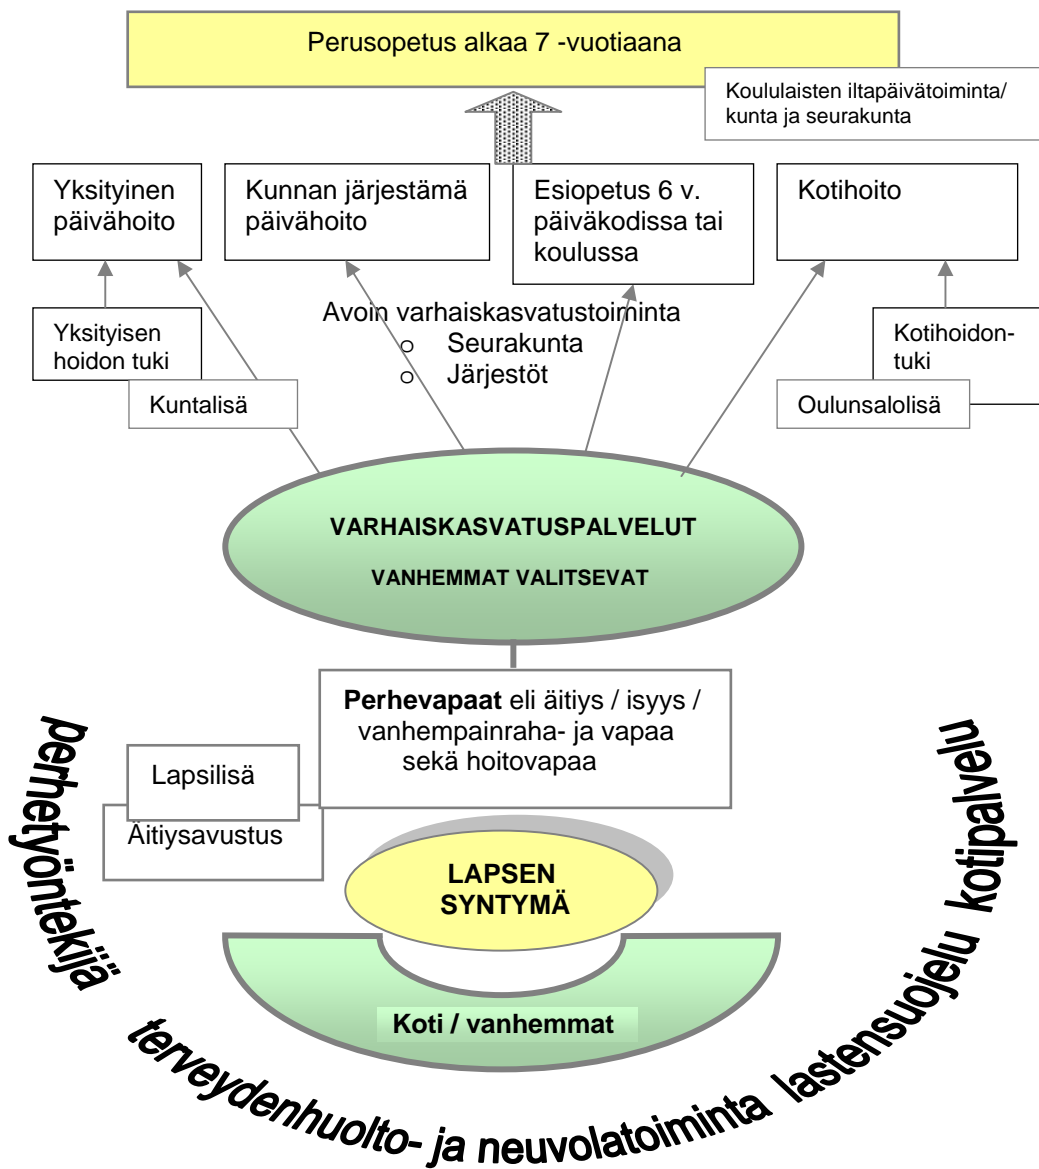 Perusopetus alkaa 7 -vuotiaana
Koululaisten iltapäivätoiminta/
kunta ja seurakunta
Yksityinen
päivähoito
Kunnan järjestämä
päivähoito
Esiopetus 6 v.
päiväkodissa tai
koulussa
Kotihoito
Yksityisen
hoidon tuki
Kuntalisä
Avoin varhaiskasvatustoiminta
o Seurakunta
o Järjestöt
Kotihoidon-
tuki
Oulunsalolisä
VARHAISKASVATUSPALVELUT
VANHEMMAT VALITSEVAT
Perhevapaat eli äitiys / isyys /
vanhempainraha- ja vapaa
sekä hoitovapaa
Lapsilisä
Äitiysavustus
LAPSEN
SYNTYMÄ
Koti / vanhemmat
perhetyöntekijä terveydenhuolto- ja neuvolatoiminta lastensuojelu kotipalvelu